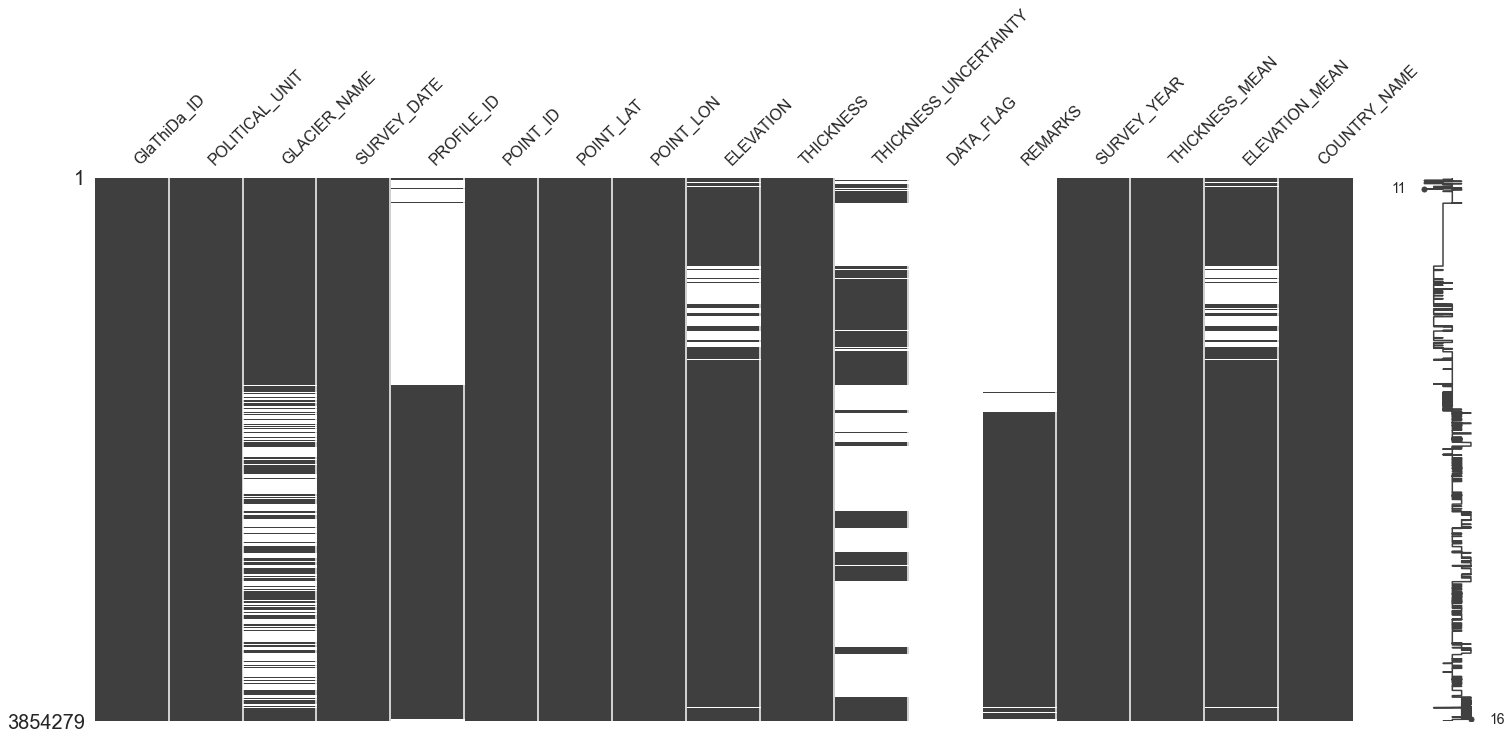 GlaThiDa_ID
POLITICAL_UNIT
GLACIER_NAME
SURVEY_DATE
PROFILE_ID
POINT_ID
POINT_LAT
POINT_LON
ELEVATION
THICKNESS
THICKNESS_UNCERTAINTY
DATA_FLAG
REMARKS
SURVEY_YEAR
THICKNESS_MEAN
ELEVATION_MEAN
COUNTRY_NAME
1
11
3854279
16